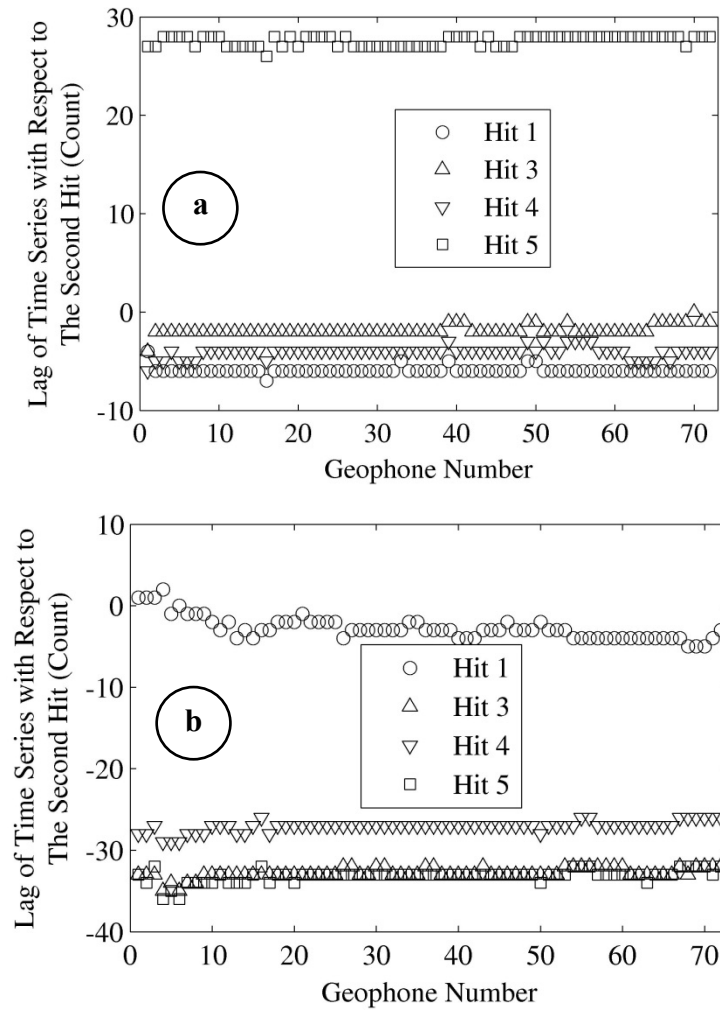 30
20
10
0
-10
Lag of Time Series with Respect to
The Second Hit (Count)
a
Hit 1
Hit 3
Hit 4
Hit 5
0 10 20 30 40 50 60 70
Geophone Number
10
0
-10
-20
-30
-40
Lag of Time Series with Respect to
The Second Hit (Count)
b
Hit 1
Hit 3
Hit 4
Hit 5
0 10 20 30 40 50 60 70
Geophone Number